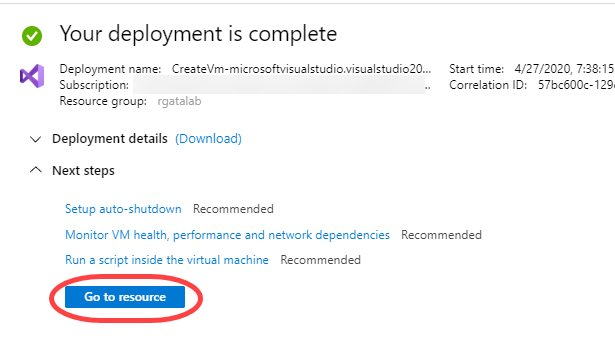 Your deployment is complete
Deployment name: CreateVm-microsoftvisualstudio.visualstudio20... Start time: 4/27/2020, 7:38:15
Subscription: .. Correlation ID: 57bc600c-129
Resource group: rgatalab
Deployment details (Download)
Next steps
Setup auto-shutdown Recommended
Monitor VM health, performance and network dependencies Recommended
Run a script inside the virtual machine Recommended
Go to resource